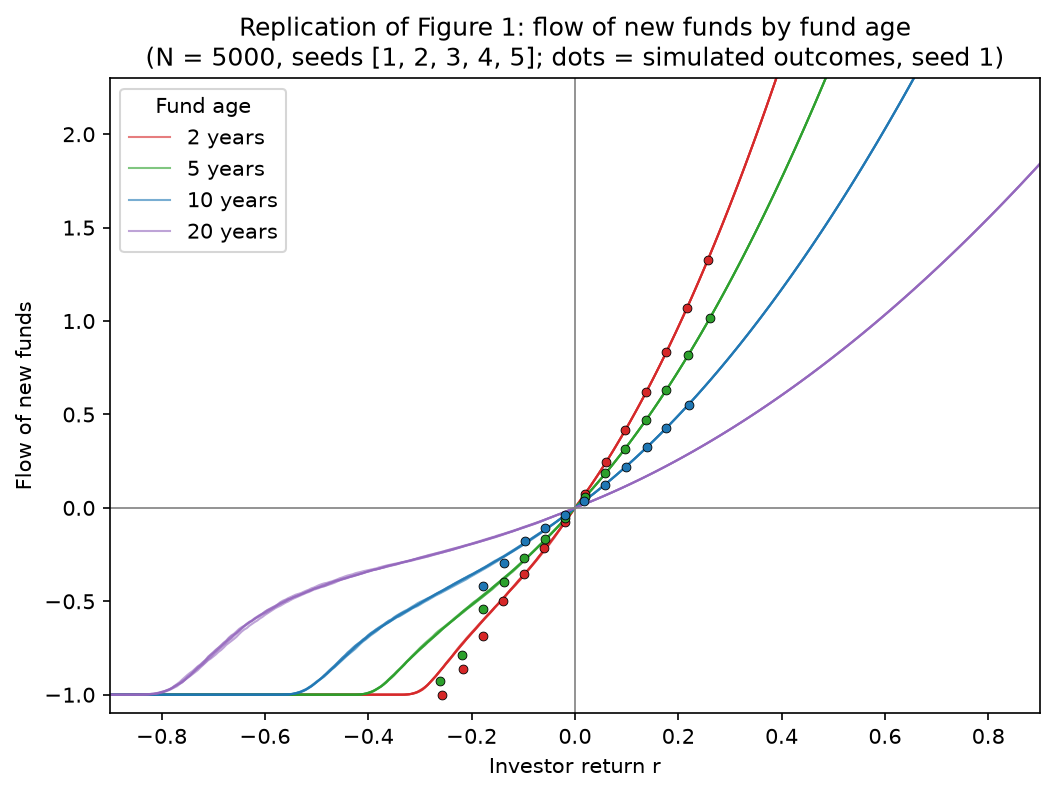 Replication of Figure 1: flow of new funds by fund age
(N = 5000, seeds [1, 2, 3, 4, 5]; dots = simulated outcomes, seed 1)
Fund age
2 years
5 years
10 years
20 years
Flow of new funds
2.0
1.5
1.0
0.5
0.0
−0.5
−1.0
−0.8
−0.6
−0.4
−0.2
0.0
0.2
0.4
0.6
0.8
Investor return r